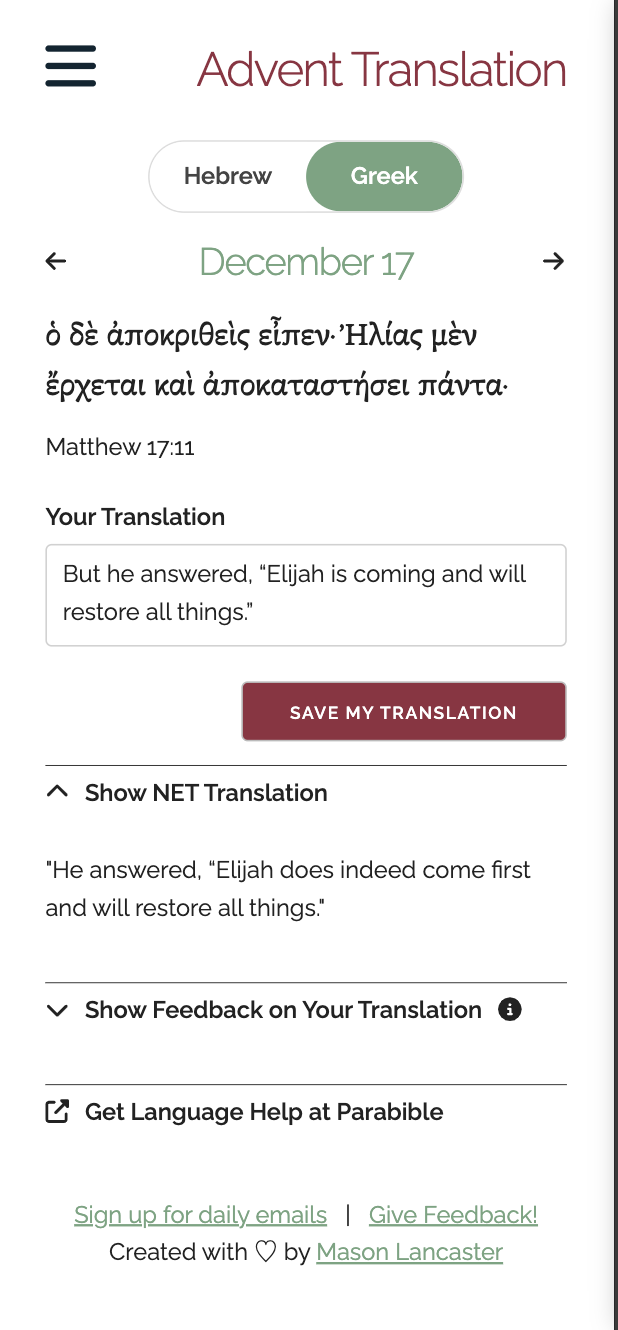 Advent Translation
Hebrew
Greek
December 17
ὁ δὲ ἀποκριθεὶς εἶπεν· Ἠλίας μὲν
ἔρχεται καὶ ἀποκαταστήσει πάντα·
Matthew 17:11
Your Translation
But he answered, “Elijah is coming and will
restore all things.”
SAVE MY TRANSLATION
Show NET Translation
"He answered, “Elijah does indeed come first
and will restore all things."
Show Feedback on Your Translation
Get Language Help at Parabible
Sign up for daily emails | Give Feedback!
Created with ♡ by Mason Lancaster